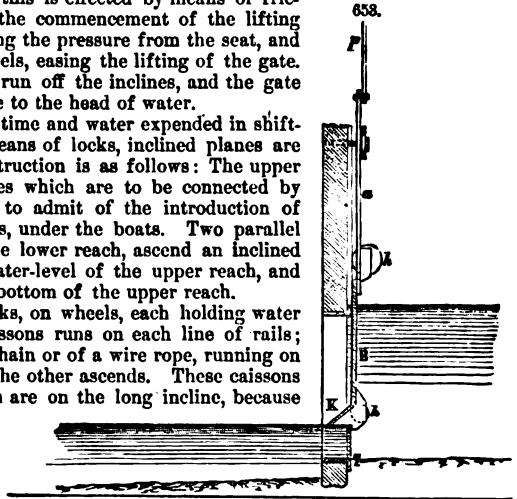 this is effected by means of fric-
the commencement of the lifting
ng the pressure from the seat, and
els, easing the lifting of the gate.
run off the inclines, and the gate
e to the head of water.
time and water expended in shift-
eans of locks, inclined planes are
truction is as follows: The upper
es which are to be connected by
to admit of the introduction of
s, under the boats. Two parallel
e lower reach, ascend an inclined
ater-level of the upper reach, and
bottom of the upper reach.
ks, on wheels, each holding water
ssons runs on each line of rails;
hain or of a wire rope, running on
he other ascends. These caissons
are on the long incline, because
653.
F
A
B
K
A